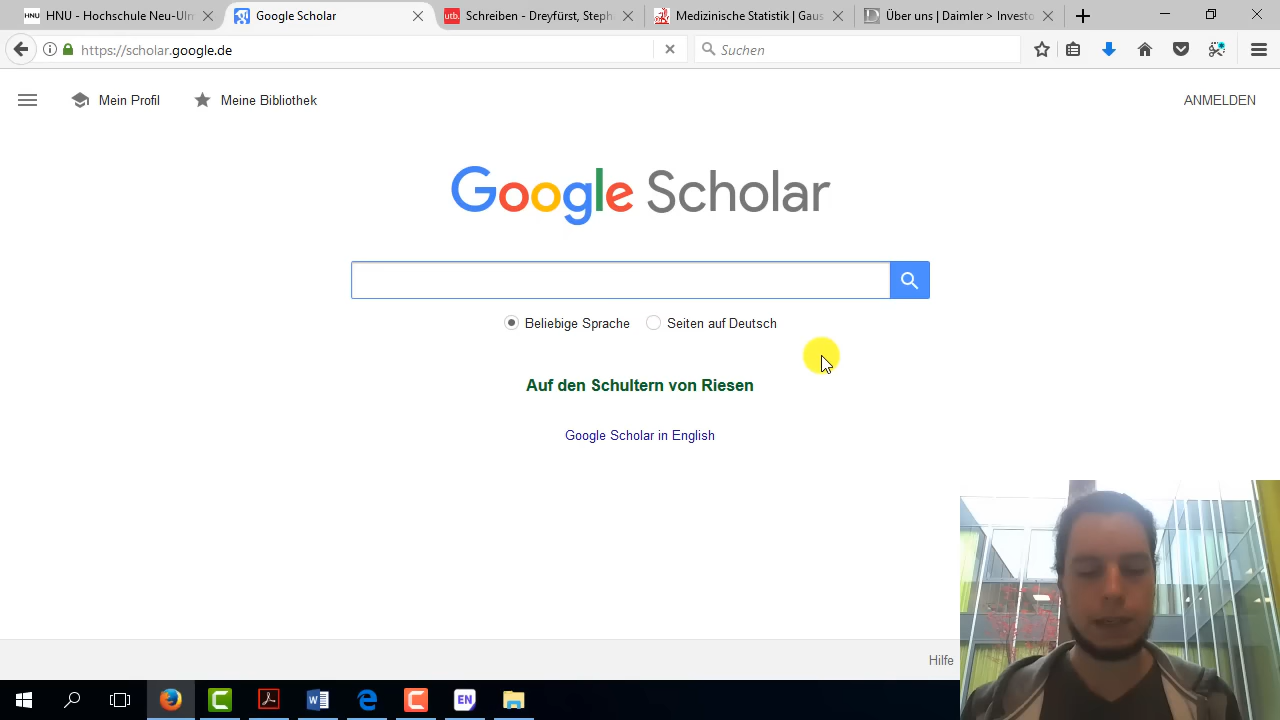 HNU - Hochschule Neu-Ulm
Google Scholar
utb. Schreiben - Dreyfürst, Steph
Medizinische Statistik | Gaus
Über uns | Daimler > Investo
https://scholar.google.de
Suchen
Mein Profil
Meine Bibliothek
ANMELDEN
Google Scholar
Beliebige Sprache
Seiten auf Deutsch
Auf den Schultern von Riesen
Google Scholar in English
Hilfe
EN